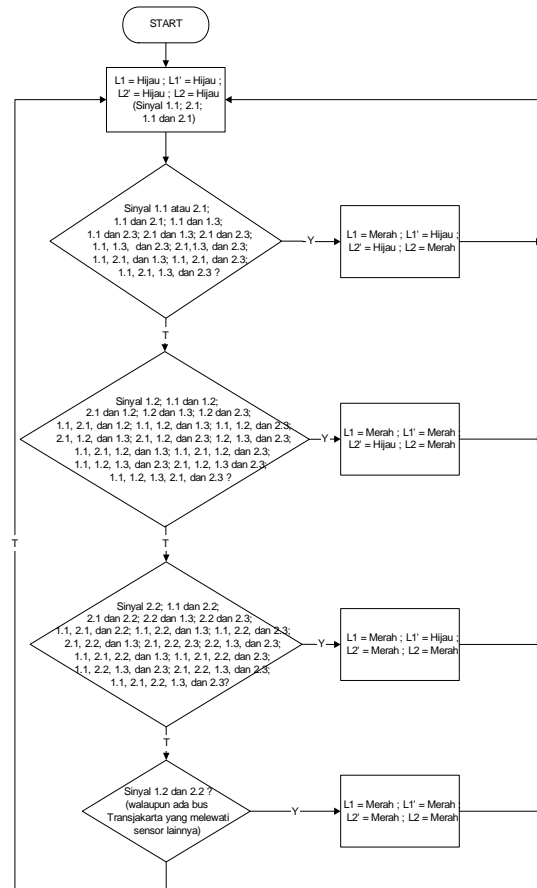 START
L1 = Hijau ; L1' = Hijau ;
L2' = Hijau ; L2 = Hijau
(Sinyal 1.1; 2.1;
1.1 dan 2.1)
Sinyal 1.1 atau 2.1;
1.1 dan 2.1; 1.1 dan 1.3;
1.1 dan 2.3; 2.1 dan 1.3; 2.1 dan 2.3;
1.1, 1.3, dan 2.3; 2.1,1.3, dan 2.3;
1.1, 2.1, dan 1.3; 1.1, 2.1, dan 2.3;
1.1, 2.1, 1.3, dan 2.3 ?
Y
L1 = Merah ; L1' = Hijau ;
L2' = Hijau ; L2 = Merah
T
Sinyal 1.2; 1.1 dan 1.2;
2.1 dan 1.2; 1.2 dan 1.3; 1.2 dan 2.3;
1.1, 2.1, dan 1.2; 1.1, 1.2, dan 1.3; 1.1, 1.2, dan 2.3;
2.1, 1.2, dan 1.3; 2.1, 1.2, dan 2.3; 1.2, 1.3, dan 2.3;
1.1, 2.1, 1.2, dan 1.3; 1.1, 2.1, 1.2, dan 2.3;
1.1, 1.2, 1.3, dan 2.3; 2.1, 1.2, 1.3 dan 2.3;
1.1, 1.2, 1.3, 2.1, dan 2.3 ?
Y
L1 = Merah ; L1' = Merah ;
L2' = Hijau ; L2 = Merah
T
T
Sinyal 2.2; 1.1 dan 2.2;
2.1 dan 2.2; 2.2 dan 1.3; 2.2 dan 2.3;
1.1, 2.1, dan 2.2; 1.1, 2.2, dan 1.3; 1.1, 2.2, dan 2.3;
2.1, 2.2, dan 1.3; 2.1, 2.2, 2.3; 2.2, 1.3, dan 2.3;
1.1, 2.1, 2.2, dan 1.3; 1.1, 2.1, 2.2, dan 2.3;
1.1, 2.2, 1.3, dan 2.3; 2.1, 2.2, 1.3, dan 2.3;
1.1, 2.1, 2.2, 1.3, dan 2.3?
Y
L1 = Merah ; L1' = Hijau ;
L2' = Merah ; L2 = Merah
T
Sinyal 1.2 dan 2.2 ?
(walaupun ada bus
Transjakarta yang melewati
sensor lainnya)
Y
L1 = Merah ; L1' = Merah ;
L2' = Merah ; L2 = Merah